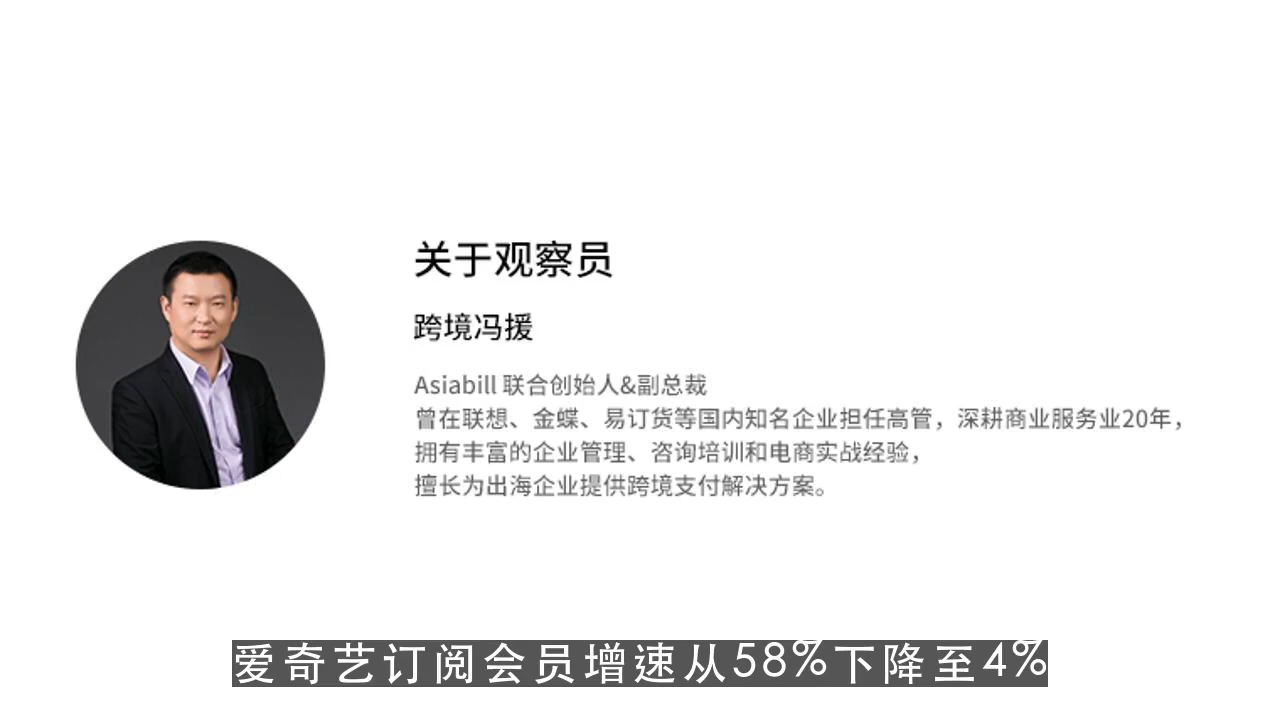 关于观察员
跨境冯援
Asiabill 联合创始人&副总裁
曾在联想、金蝶、易订货等国内知名企业担任高管，深耕商业服务业20年，
拥有丰富的企业管理、咨询培训和电商实战经验，
擅长为出海企业提供跨境支付解决方案。
爱奇艺订阅会员增速从58%下降至4%